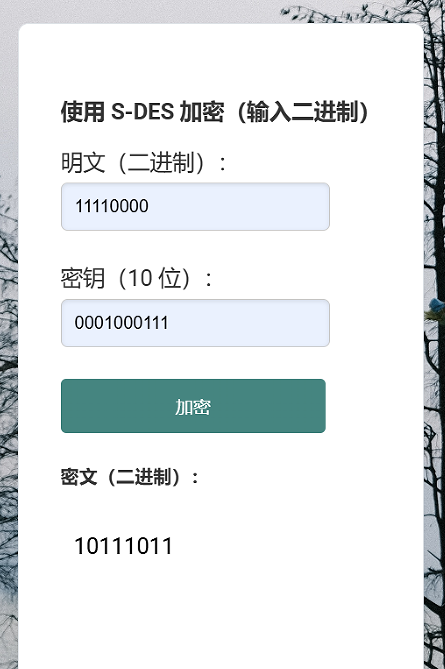 使用 S-DES 加密（输入二进制）
明文（二进制）:
11110000
密钥（10 位）:
0001000111
加密
密文（二进制）:
10111011